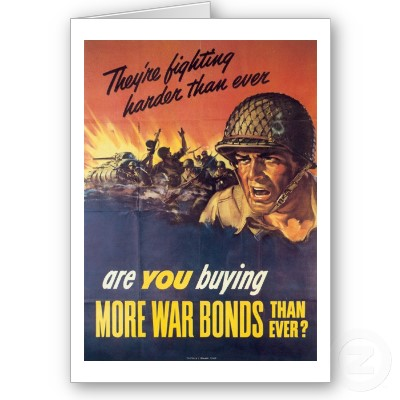 They're fighting
harder than ever
are YOU buying
MORE WAR BONDS THAN
EVER?